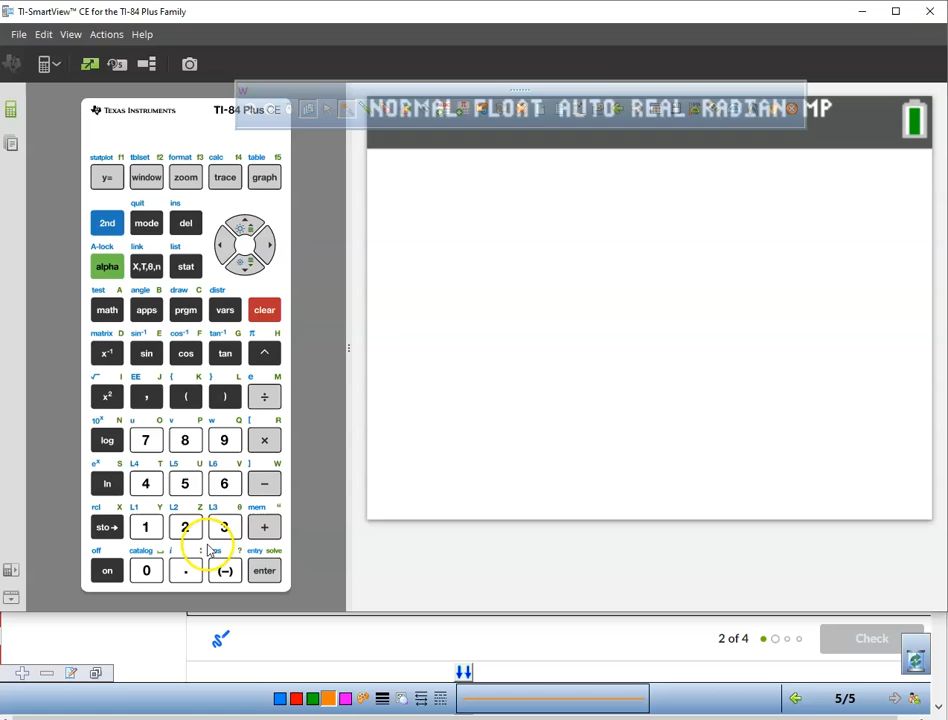 TI-SmartView™ CE for the TI-84 Plus Family
File Edit View Actions Help
W
TEXAS INSTRUMENTS TI-84 Plus CE
NORMAL FLOAT AUTO REAL RADIAN MP
statplot f1 tblset f2 format f3 calc f4 table f5
y= window zoom trace graph
quit ins
2nd mode del
A-lock link list
alpha X,T,θ,n stat
test A angle B draw C distr
math apps prgm vars clear
matrix D sin⁻¹ E cos⁻¹ F tan⁻¹ G π H
x⁻¹ sin cos tan ^
√ I EE J { K } L e M
x² , ( ) ÷
10ˣ N u O v P w Q [ R
log 7 8 9 ×
eˣ S L4 T L5 U L6 V ] W
ln 4 5 6 −
rcl X L1 Y L2 Z L3 θ mem "
sto→ 1 2 3 +
off catalog i : ? entry solve
on 0 . (−) enter
2 of 4 Check
5/5